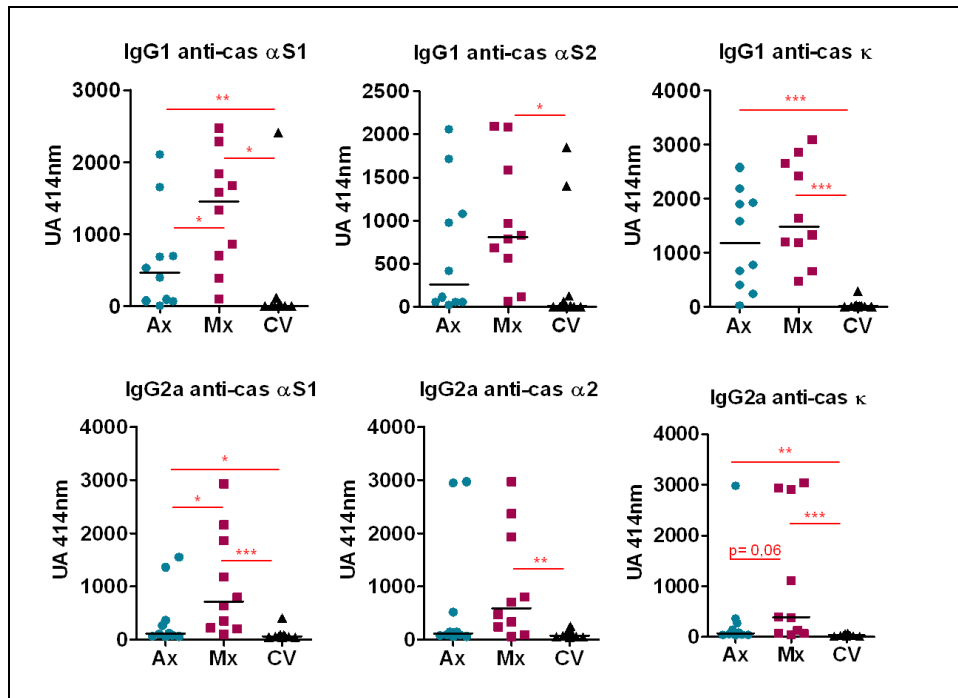 IgG1 anti-cas αS1
3000
2000
1000
0
UA 414nm
**
*
*
Ax Mx CV
IgG1 anti-cas αS2
2500
2000
1500
1000
500
0
UA 414nm
*
Ax Mx CV
IgG1 anti-cas κ
4000
3000
2000
1000
0
UA 414nm
***
***
Ax Mx CV
IgG2a anti-cas αS1
4000
3000
2000
1000
0
UA 414nm
*
*
***
Ax Mx CV
IgG2a anti-cas α2
4000
3000
2000
1000
0
UA 414nm
**
Ax Mx CV
IgG2a anti-cas κ
4000
3000
2000
1000
0
UA 414nm
**
***
p= 0,06
Ax Mx CV